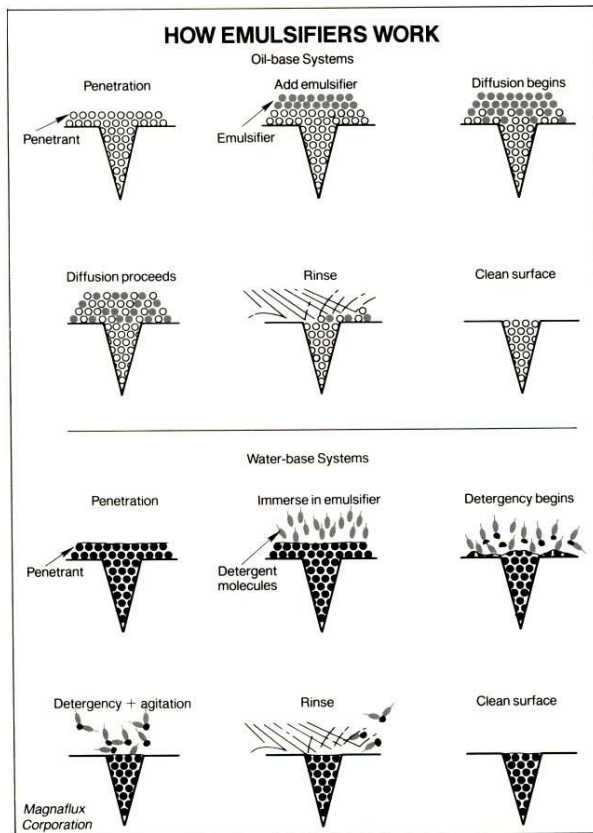 HOW EMULSIFIERS WORK
Oil-base Systems
Penetration
Add emulsifier
Diffusion begins
Penetrant
Emulsifier
Diffusion proceeds
Rinse
Clean surface
Water-base Systems
Penetration
Immerse in emulsifier
Detergency begins
Penetrant
Detergent
molecules
Detergency + agitation
Rinse
Clean surface
Magnaflux
Corporation